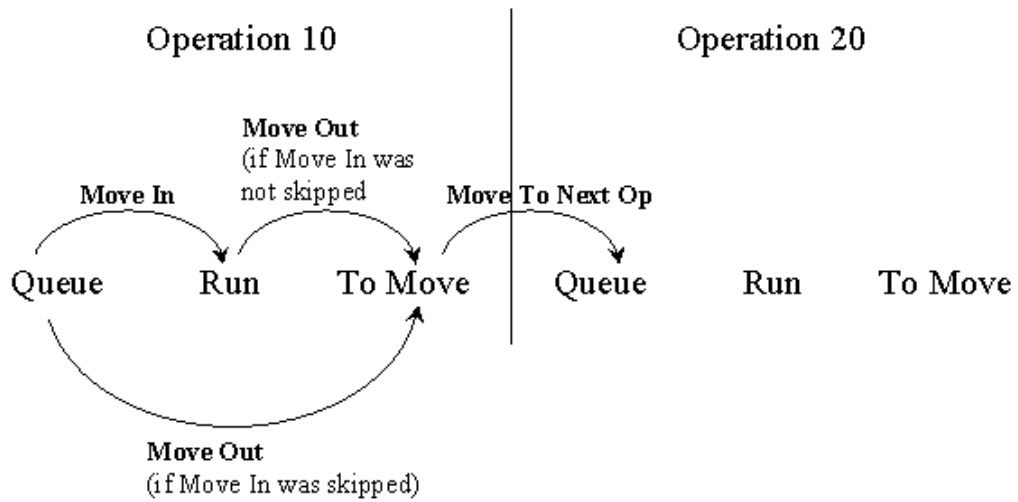 Operation 10
Operation 20
Move Out
(if Move In was
not skipped
Move In
Move To Next Op
Queue
Run
To Move
Queue
Run
To Move
Move Out
(if Move In was skipped)